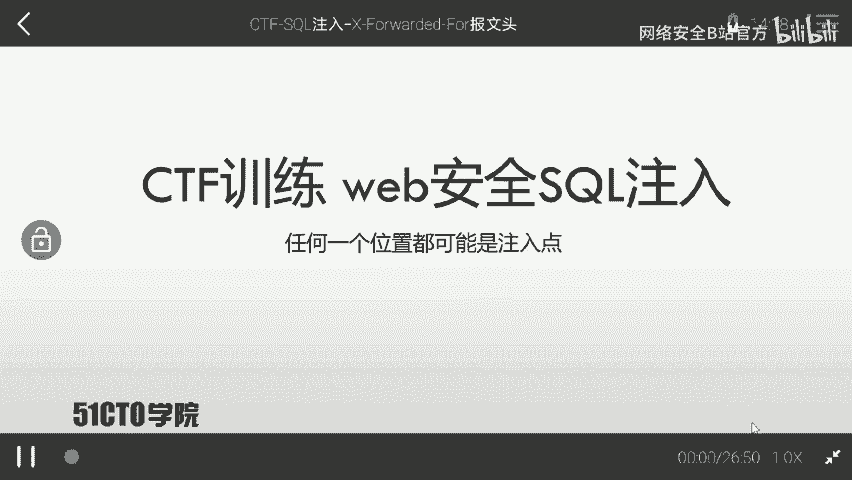 CTF-SQL注入-X-Forwarded-For报文头
网络安全B站官方 bilibili
CTF训练 web安全SQL注入
任何一个位置都可能是注入点
51CTO学院
00:00/26:50 1.0X